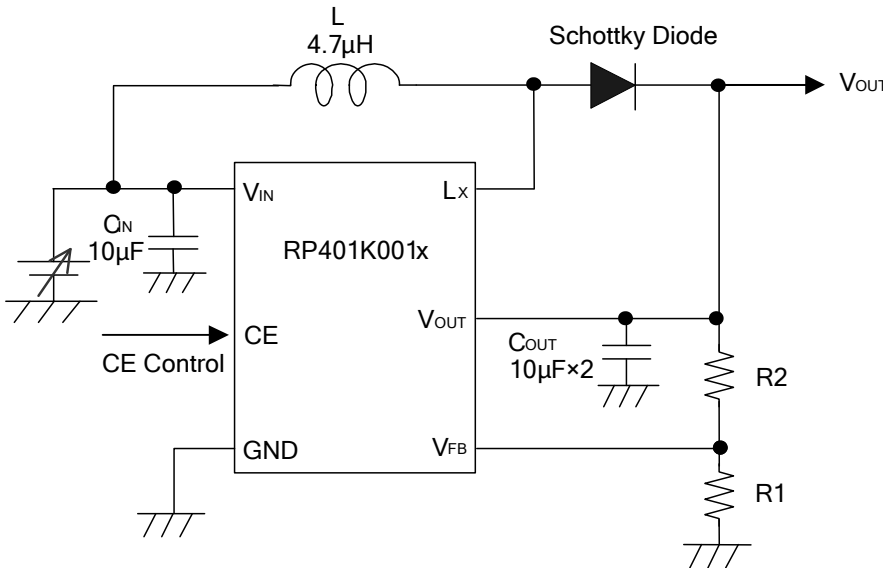 L
4.7µH
Schottky Diode
VOUT
VIN
LX
CIN
10µF
RP401K001x
VOUT
CE
COUT
10µF×2
CE Control
R2
GND
VFB
R1